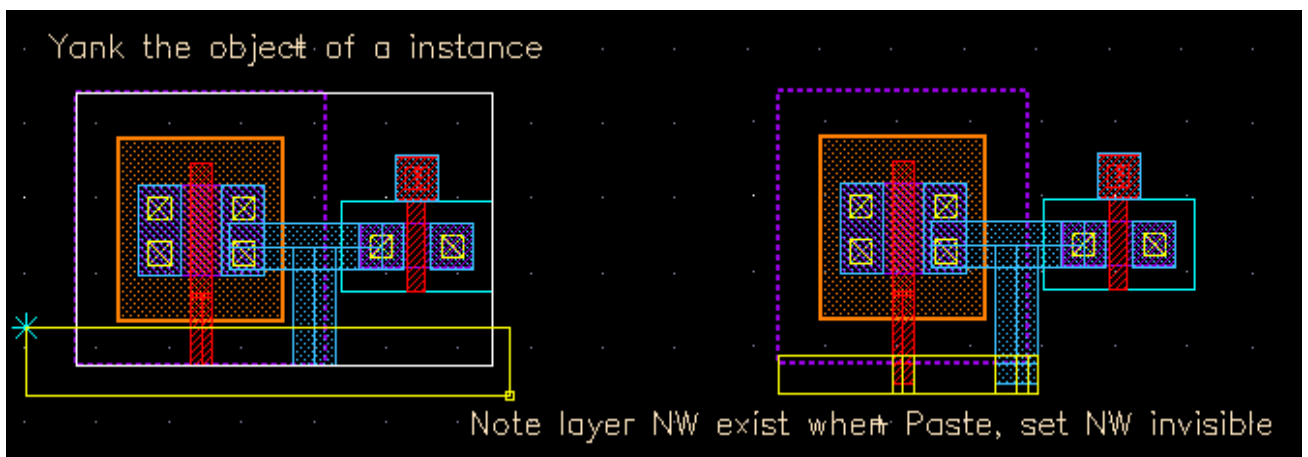 Yank the object of a instance
Note layer NW exist when Paste, set NW invisible